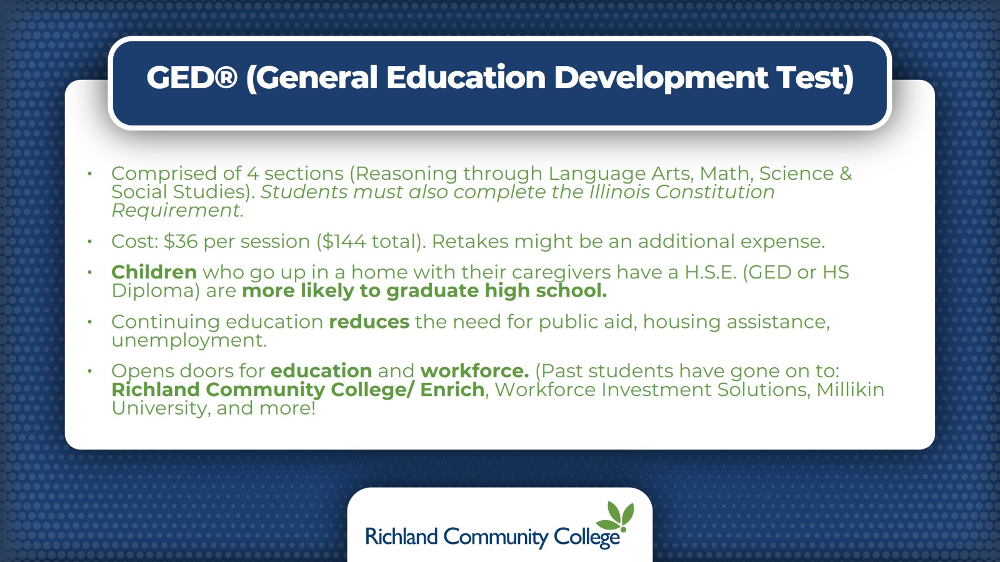 GED® (General Education Development Test)
• Comprised of 4 sections (Reasoning through Language Arts, Math, Science &
Social Studies). Students must also complete the Illinois Constitution
Requirement.
• Cost: $36 per session ($144 total). Retakes might be an additional expense.
• Children who go up in a home with their caregivers have a H.S.E. (GED or HS
Diploma) are more likely to graduate high school.
• Continuing education reduces the need for public aid, housing assistance,
unemployment.
• Opens doors for education and workforce. (Past students have gone on to:
Richland Community College/ Enrich, Workforce Investment Solutions, Millikin
University, and more!
Richland Community College